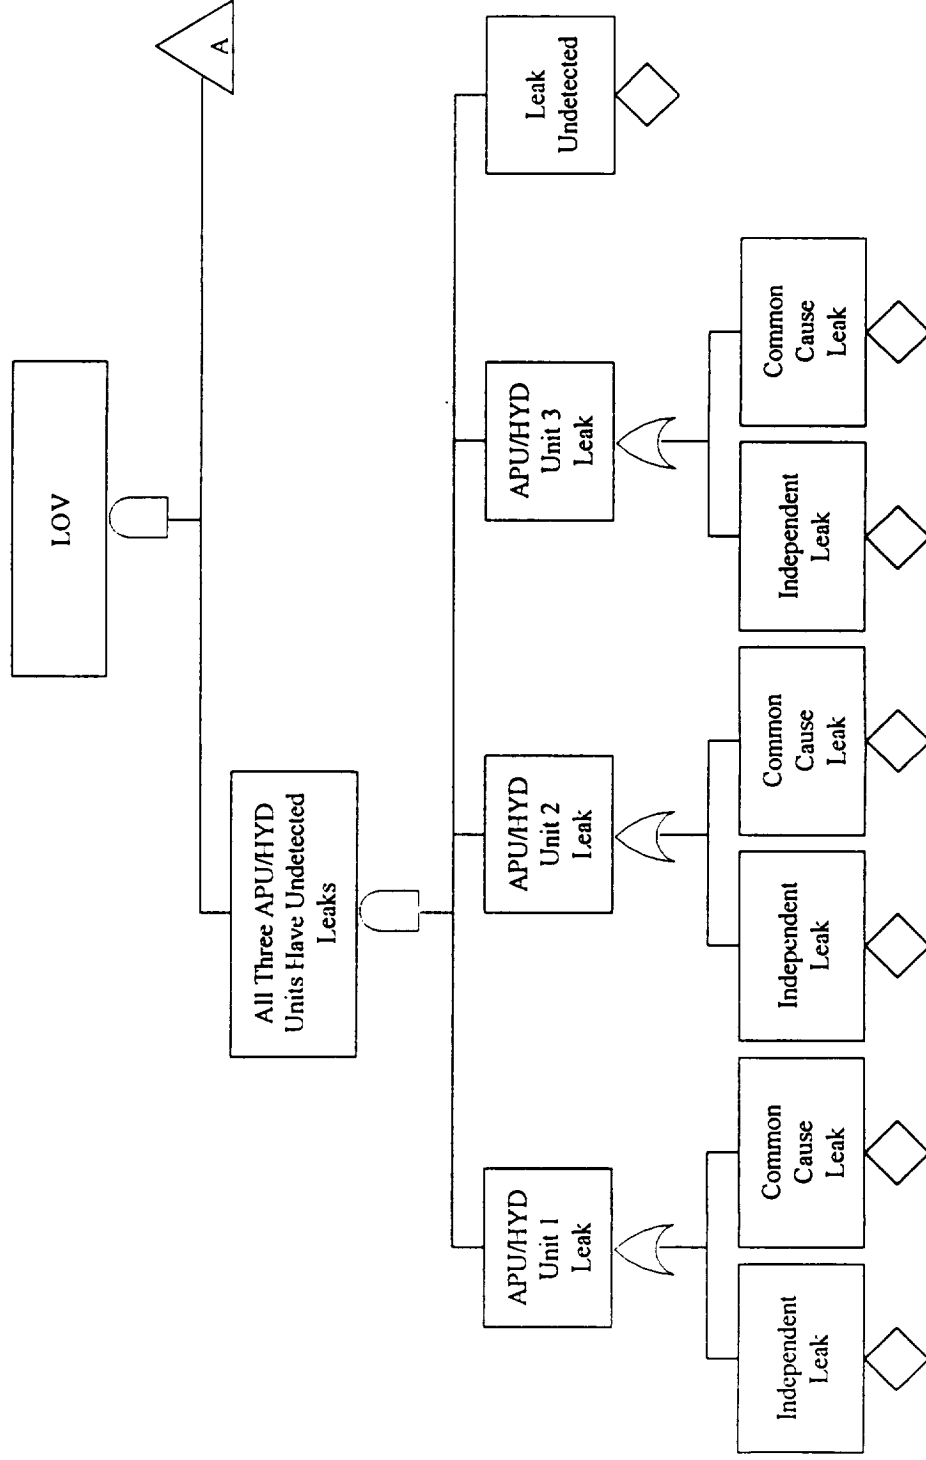 LOV
A
All Three APU/HYD
Units Have Undetected
Leaks
APU/HYD
Unit 1
Leak
APU/HYD
Unit 2
Leak
APU/HYD
Unit 3
Leak
Leak
Undetected
Independent
Leak
Common
Cause
Leak
Independent
Leak
Common
Cause
Leak
Independent
Leak
Common
Cause
Leak